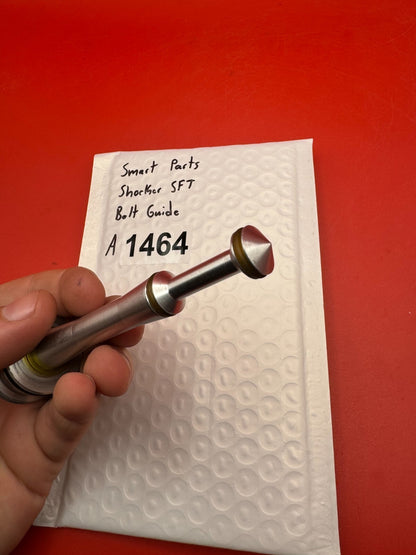 Smart Parts
Shocker SFT
Bolt Guide
A 1464